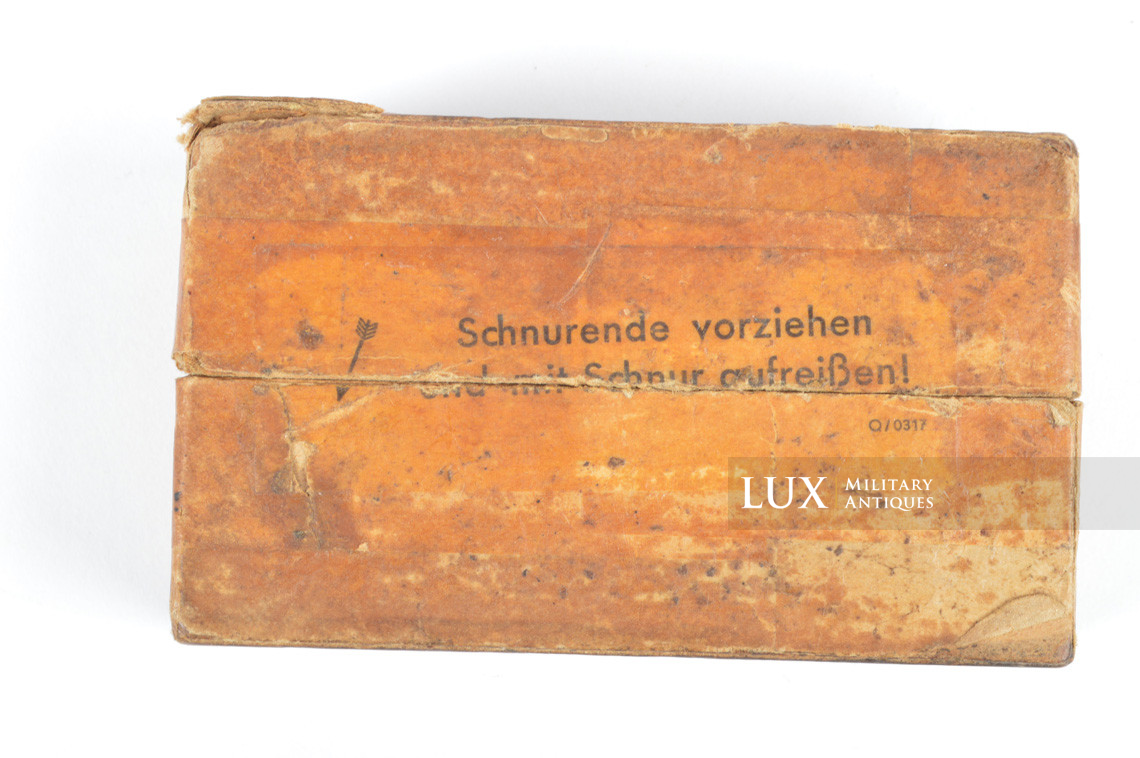 Schnurende vorziehen
und mit Schnur aufreißen!
Q/0317
LUX MILITARY
ANTIQUES